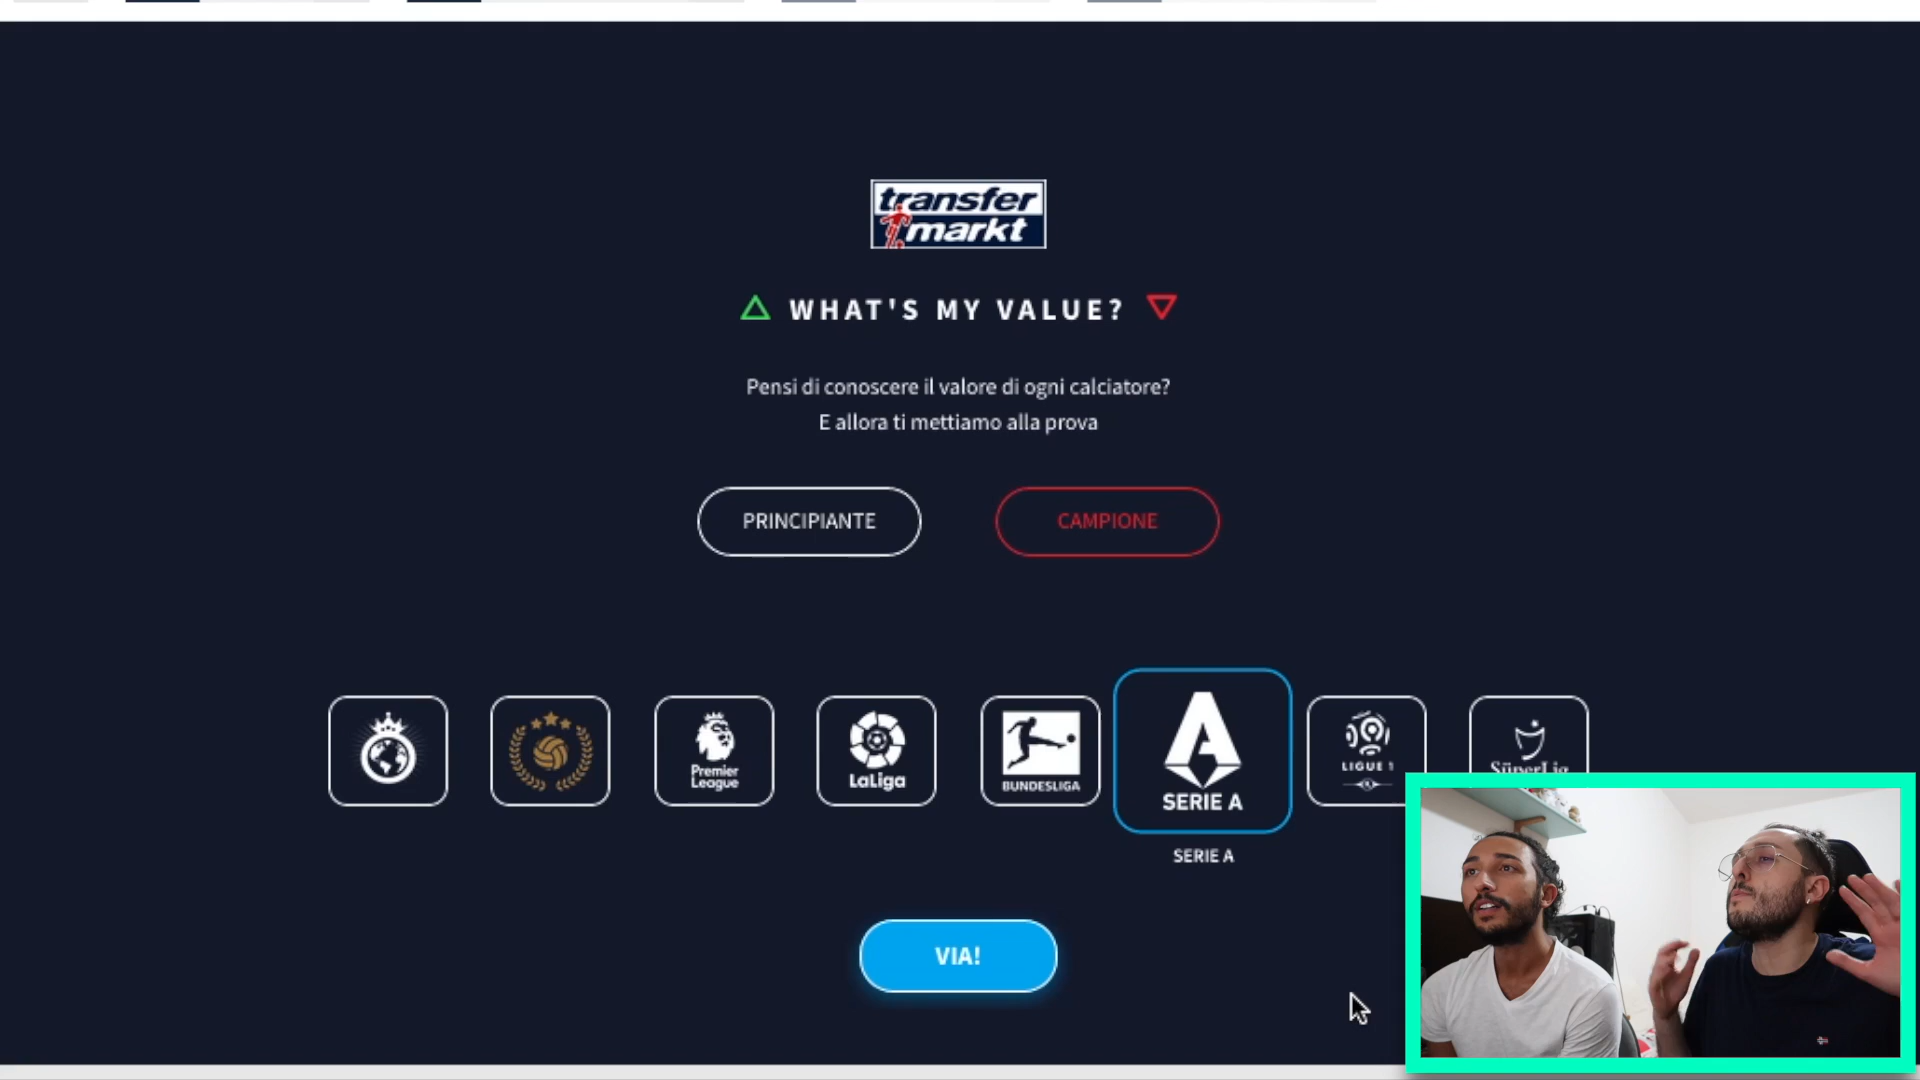 transfer
markt
WHAT'S MY VALUE?
Pensi di conoscere il valore di ogni calciatore?
E allora ti mettiamo alla prova
PRINCIPIANTE
CAMPIONE
Premier
League
LaLiga
BUNDESLIGA
SERIE A
LIGUE 1
SüperLig
SERIE A
VIA!